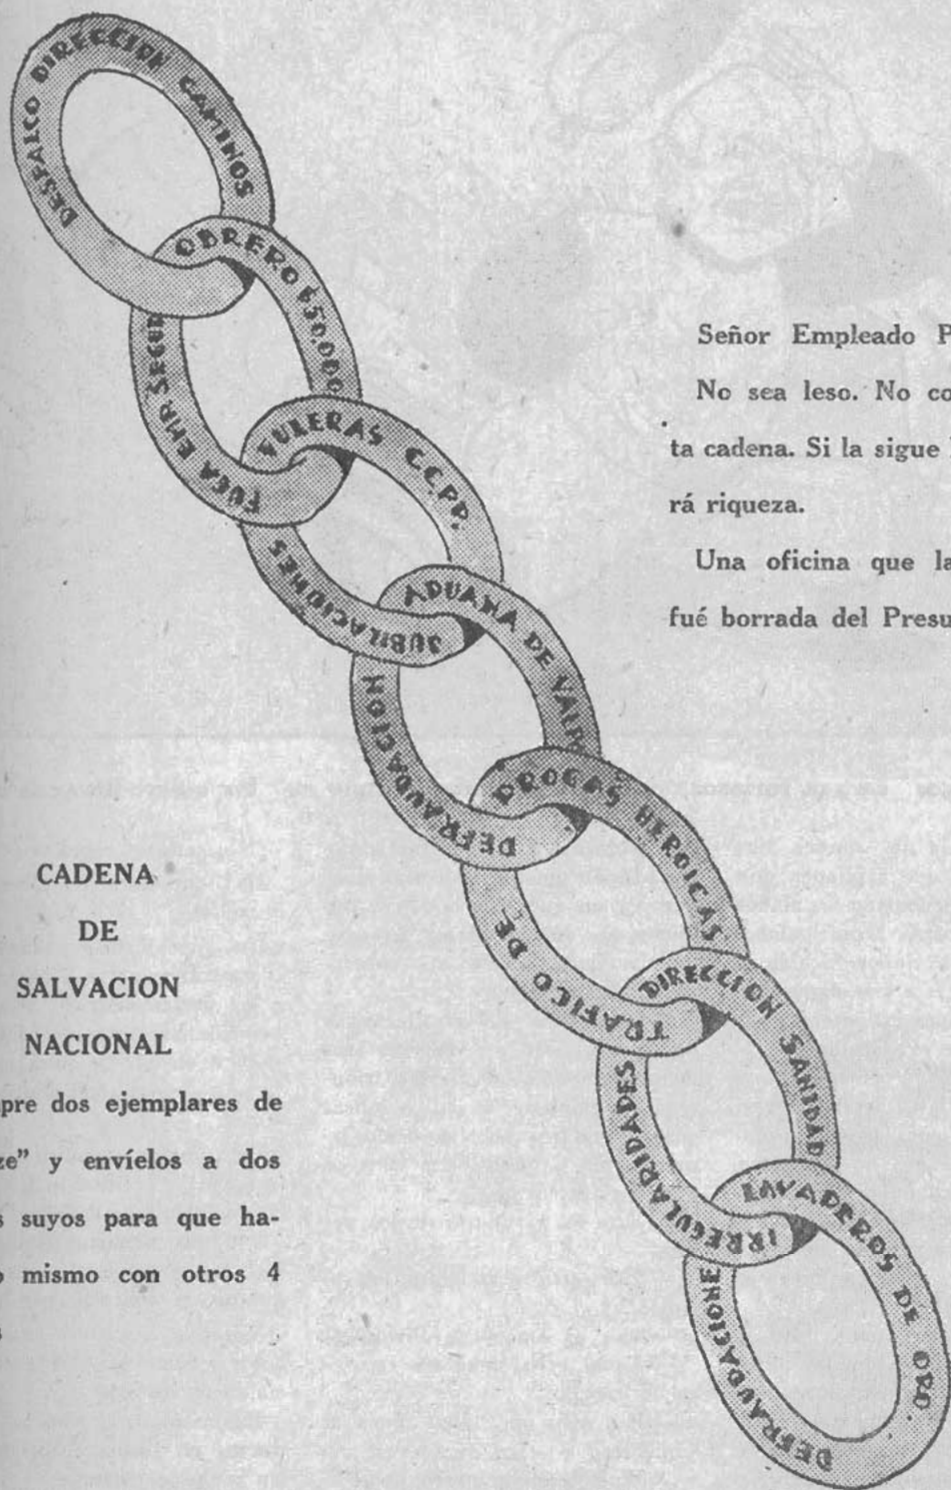 DESFALCO DIRECCION CAMINOS
FUGA EMP. SEGUR OBRERO $50.000
JUBILACIONES FULERAS CC.PP.
DEFRAUDACION ADUANA DE VALP
TRAFICO DE DROGAS HEROICAS
IRREGULARIDADES DIRECCION SANIDAD
DEFRAUDACIONE LAVADEROS DE ORO.
Señor Empleado P
No sea leso. No co
ta cadena. Si la sigue
rá riqueza.
Una oficina que la
fué borrada del Presu
CADENA
DE
SALVACION
NACIONAL
pre dos ejemplares de
ze" y envíelos a dos
s suyos para que ha-
o mismo con otros 4